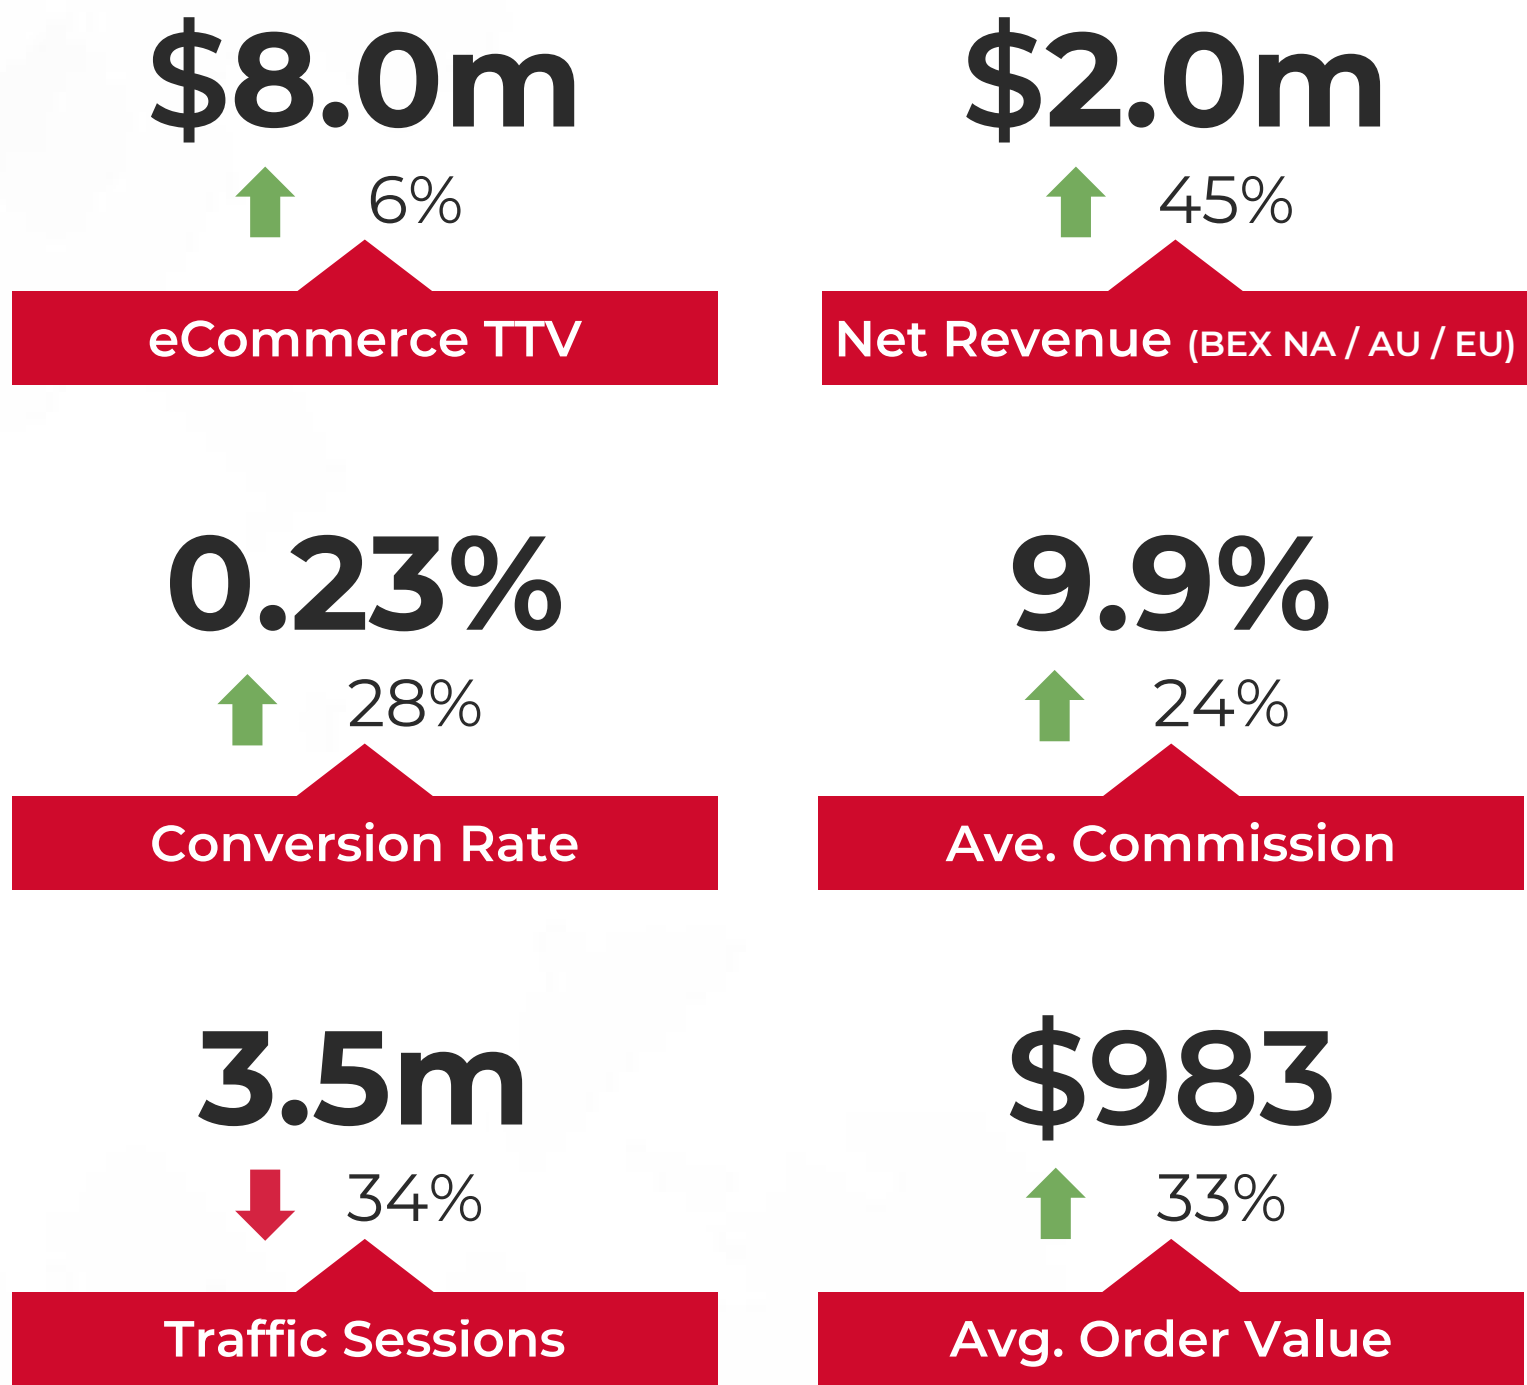 $8.0m
6%
eCommerce TTV
$2.0m
45%
Net Revenue (BEX NA / AU / EU)
0.23%
28%
Conversion Rate
9.9%
24%
Ave. Commission
3.5m
34%
Traffic Sessions
$983
33%
Avg. Order Value